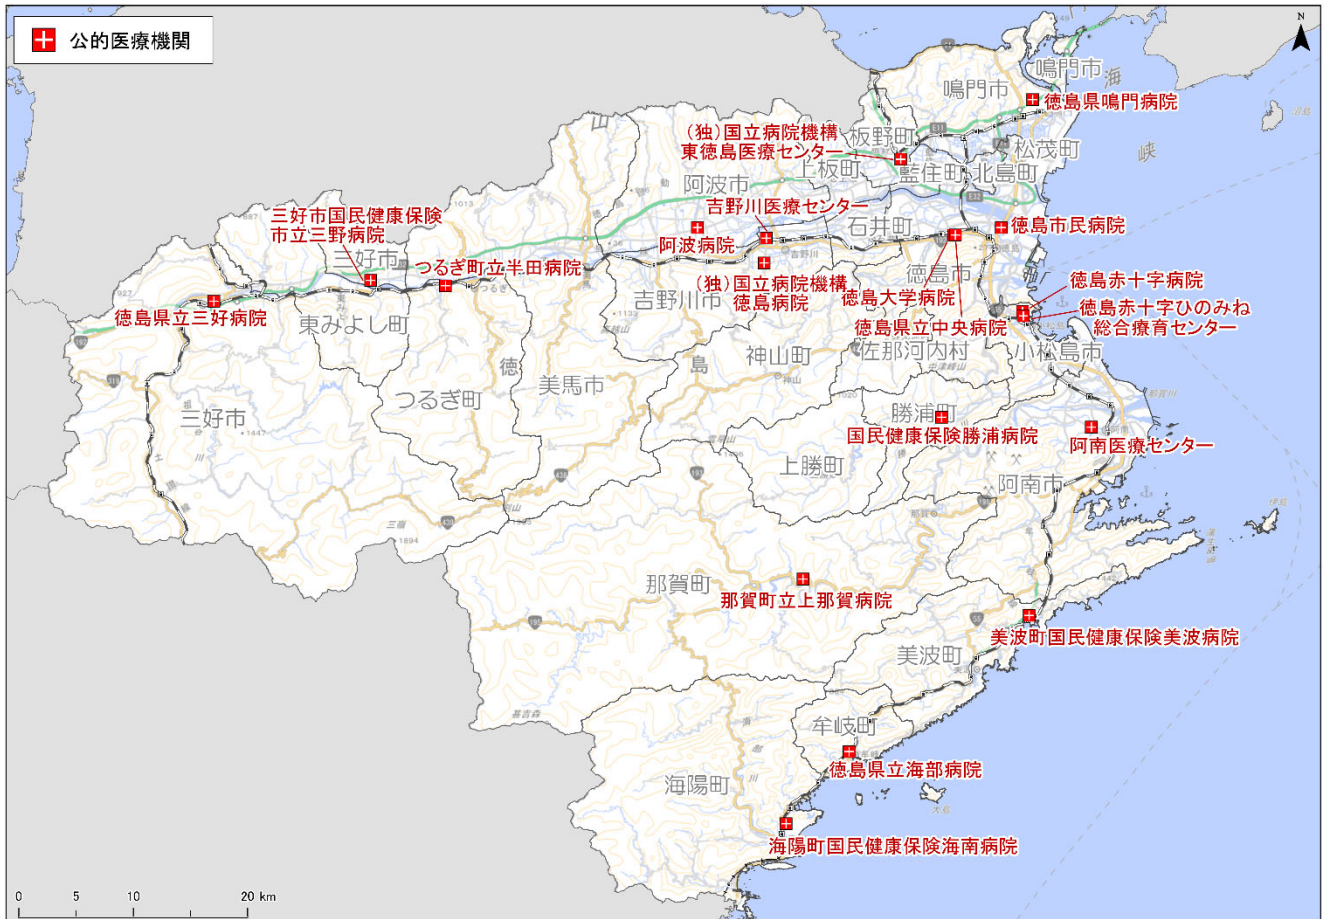 公的医療機関
N
鳴門市
鳴門市
海
峡
徳島県鳴門病院
(独)国立病院機構
東徳島医療センター
板野町
松茂町
上板町
藍住町
北島町
阿波市
吉野川医療センター
阿波病院
石井町
徳島市民病院
三好市国民健康保険
市立三野病院
三好市
つるぎ町立半田病院
(独)国立病院機構
徳島病院
吉野川市
徳島市
徳島大学病院
徳島赤十字病院
徳島赤十字ひのみね
総合療育センター
徳島県立三好病院
東みよし町
徳島県立中央病院
佐那河内村
小松島市
神山町
徳
島
山
美馬市
つるぎ町
三好市
勝浦町
国民健康保険勝浦病院
阿南医療センター
上勝町
阿南市
那賀町
那賀町立上那賀病院
美波町国民健康保険美波病院
美波町
牟岐町
徳島県立海部病院
海陽町
海陽町国民健康保険海南病院
0 5 10 20 km